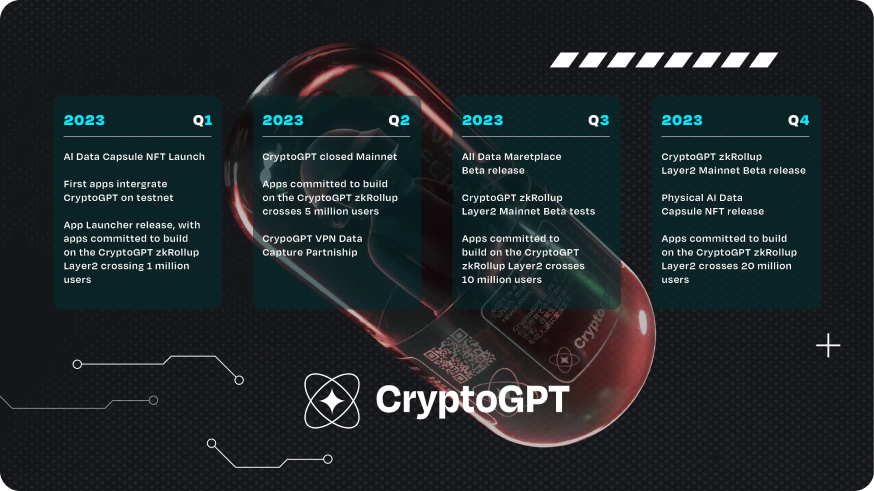 2023 Q1
AI Data Capsule NFT Launch
First apps intergrate
CryptoGPT on testnet
App Launcher release, with
apps committed to build
on the CryptoGPT zkRollup
Layer2 crossing 1 million
users
2023 Q2
CryptoGPT closed Mainnet
Apps committed to build
on the CryptoGPT zkRollup
crosses 5 million users
CrypoGPT VPN Data
Capture Partniship
2023 Q3
All Data Maretplace
Beta release
CryptoGPT zkRollup
Layer2 Mainnet Beta tests
Apps committed to
build on the CryptoGPT
zkRollup Layer2 crosses
10 million users
2023 Q4
CryptoGPT zkRollup
Layer2 Mainnet Beta release
Physical AI Data
Capsule NFT release
Apps committed to build
on the CryptoGPT zkRollup
Layer2 crosses 20 million
users
Crypto
CryptoGPT